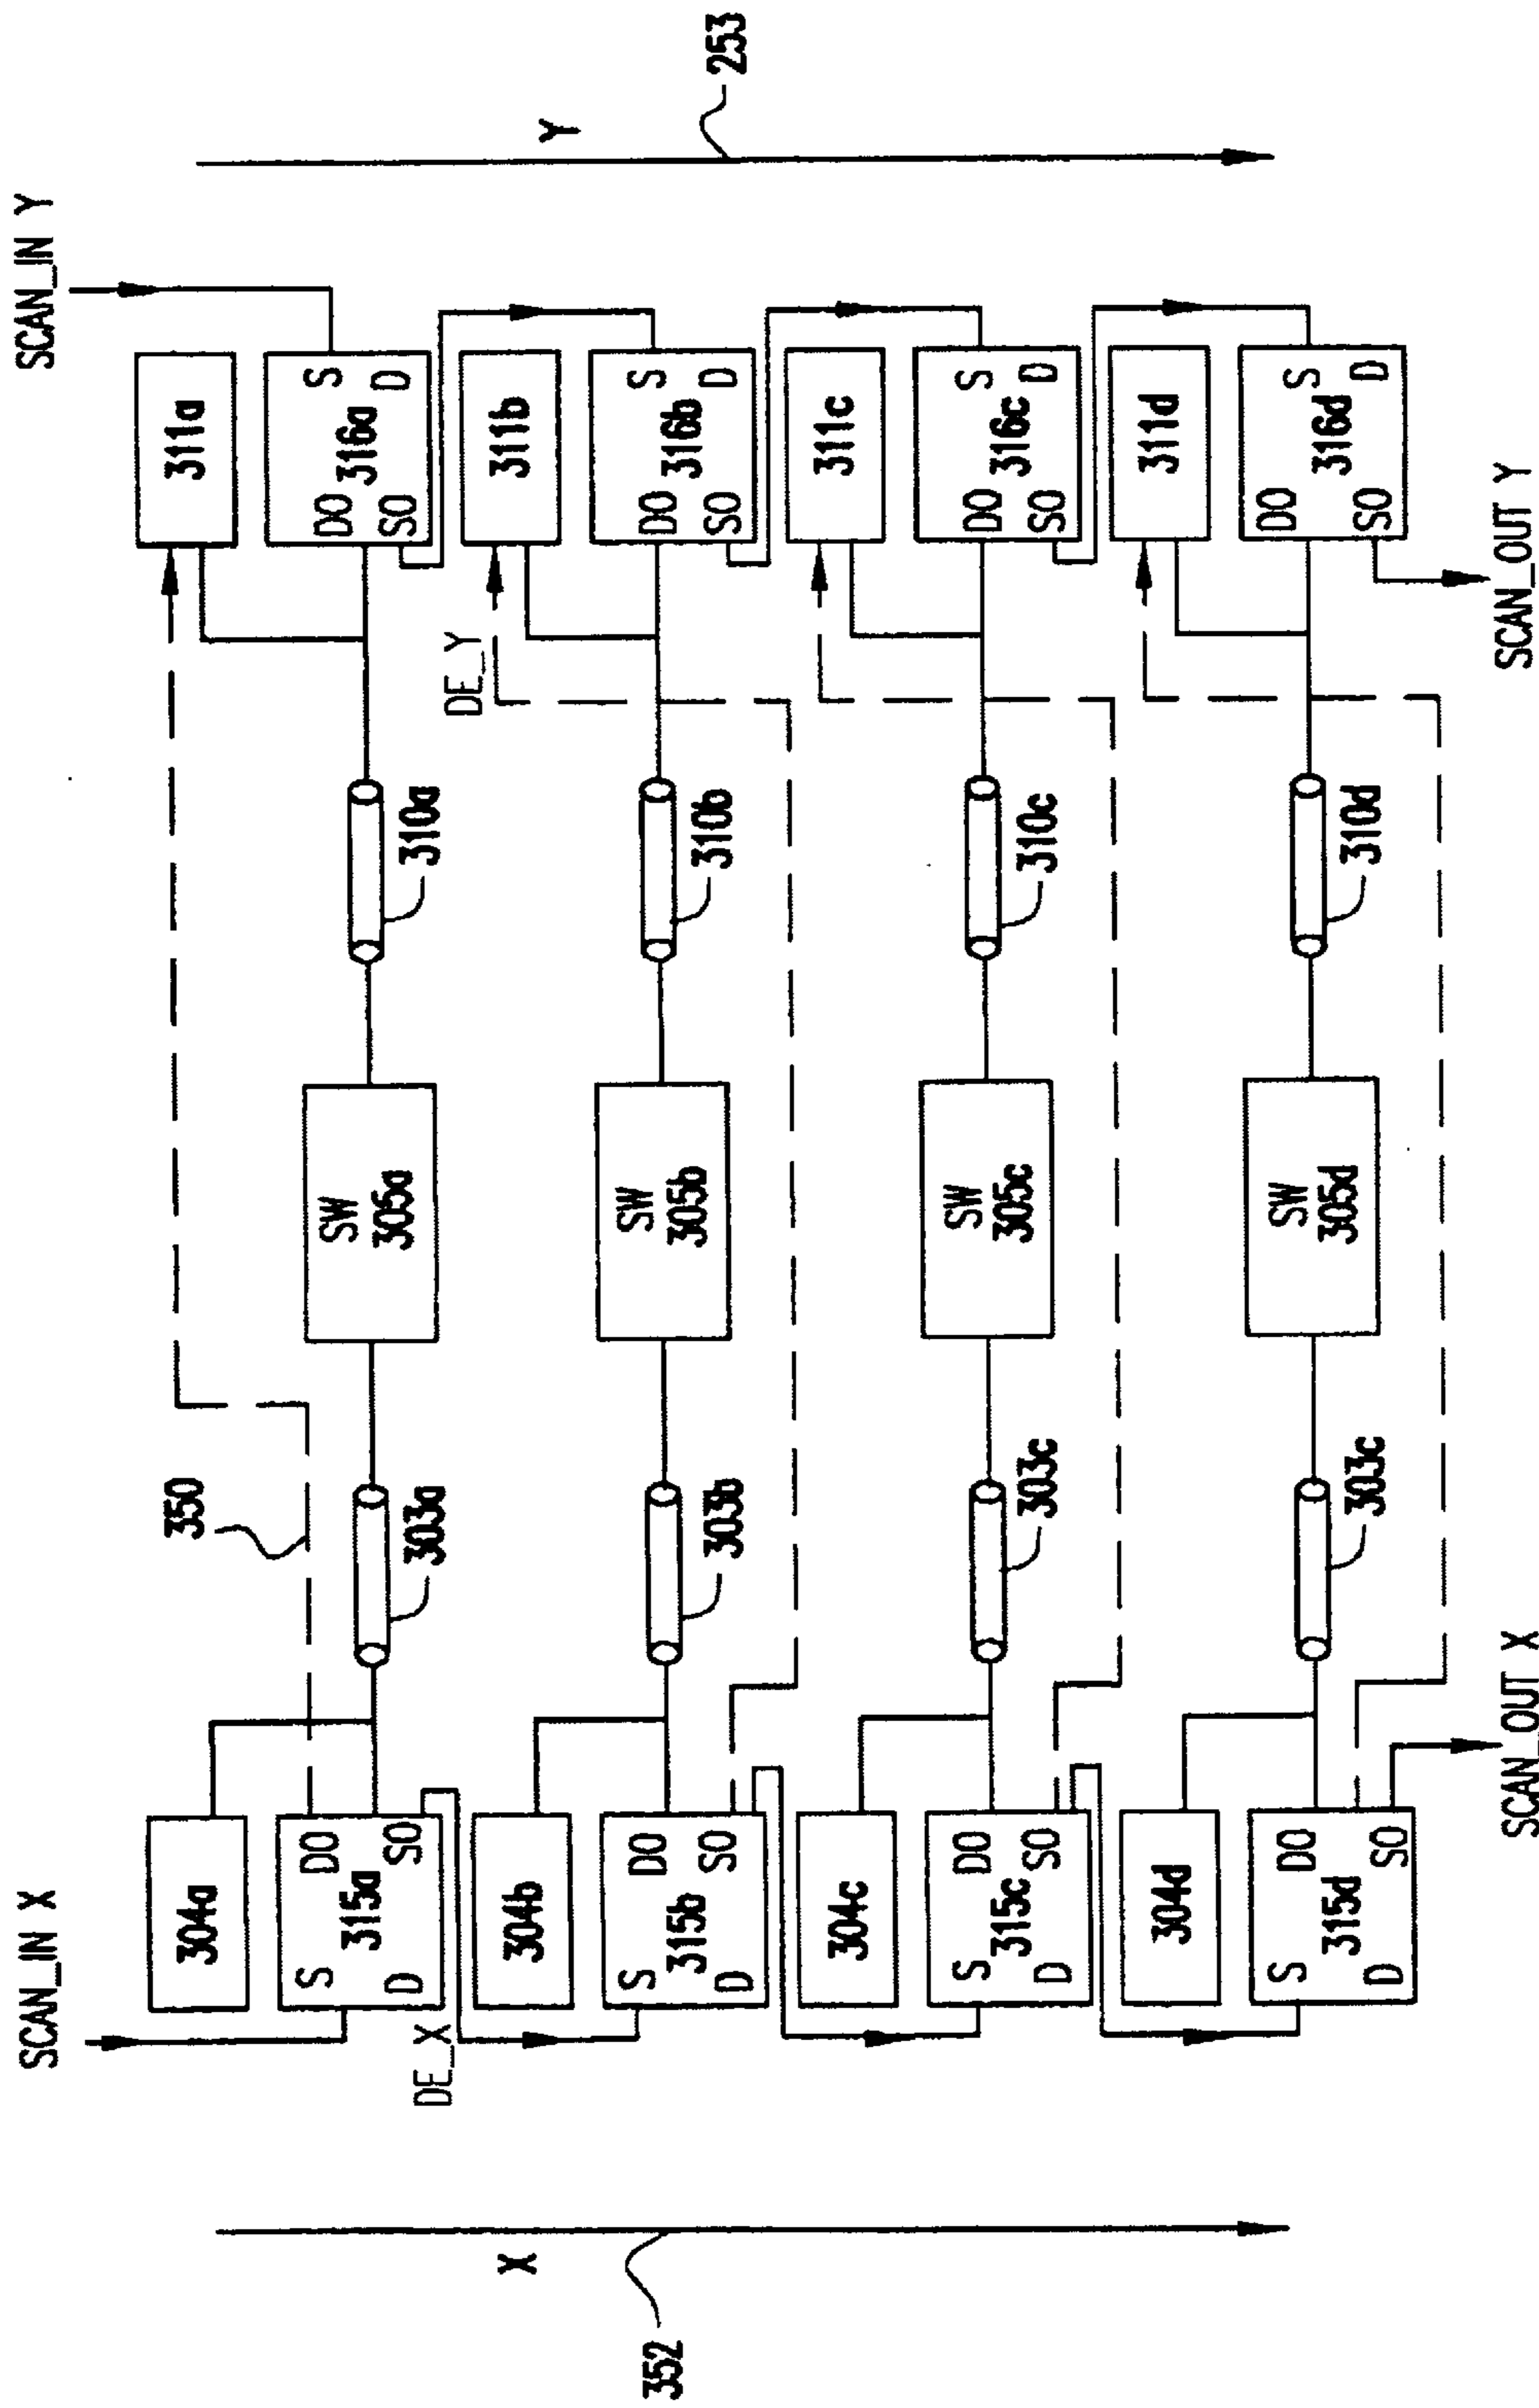 SCAN_IN X
304a
S
D
315a
DO
SO
350
303a
SW
305a
310a
311a
DO
SO
316a
S
D
SCAN_IN Y
DE_X
304b
S
D
315b
DO
SO
303b
SW
305b
310b
DE_Y
311b
DO
SO
316b
S
D
304c
S
D
315c
DO
SO
303c
SW
305c
310c
311c
DO
SO
316c
S
D
304d
S
D
315d
DO
SO
303c
SW
305d
310d
311d
DO
SO
316d
S
D
SCAN_OUT X
SCAN_OUT Y
X
352
Y
253